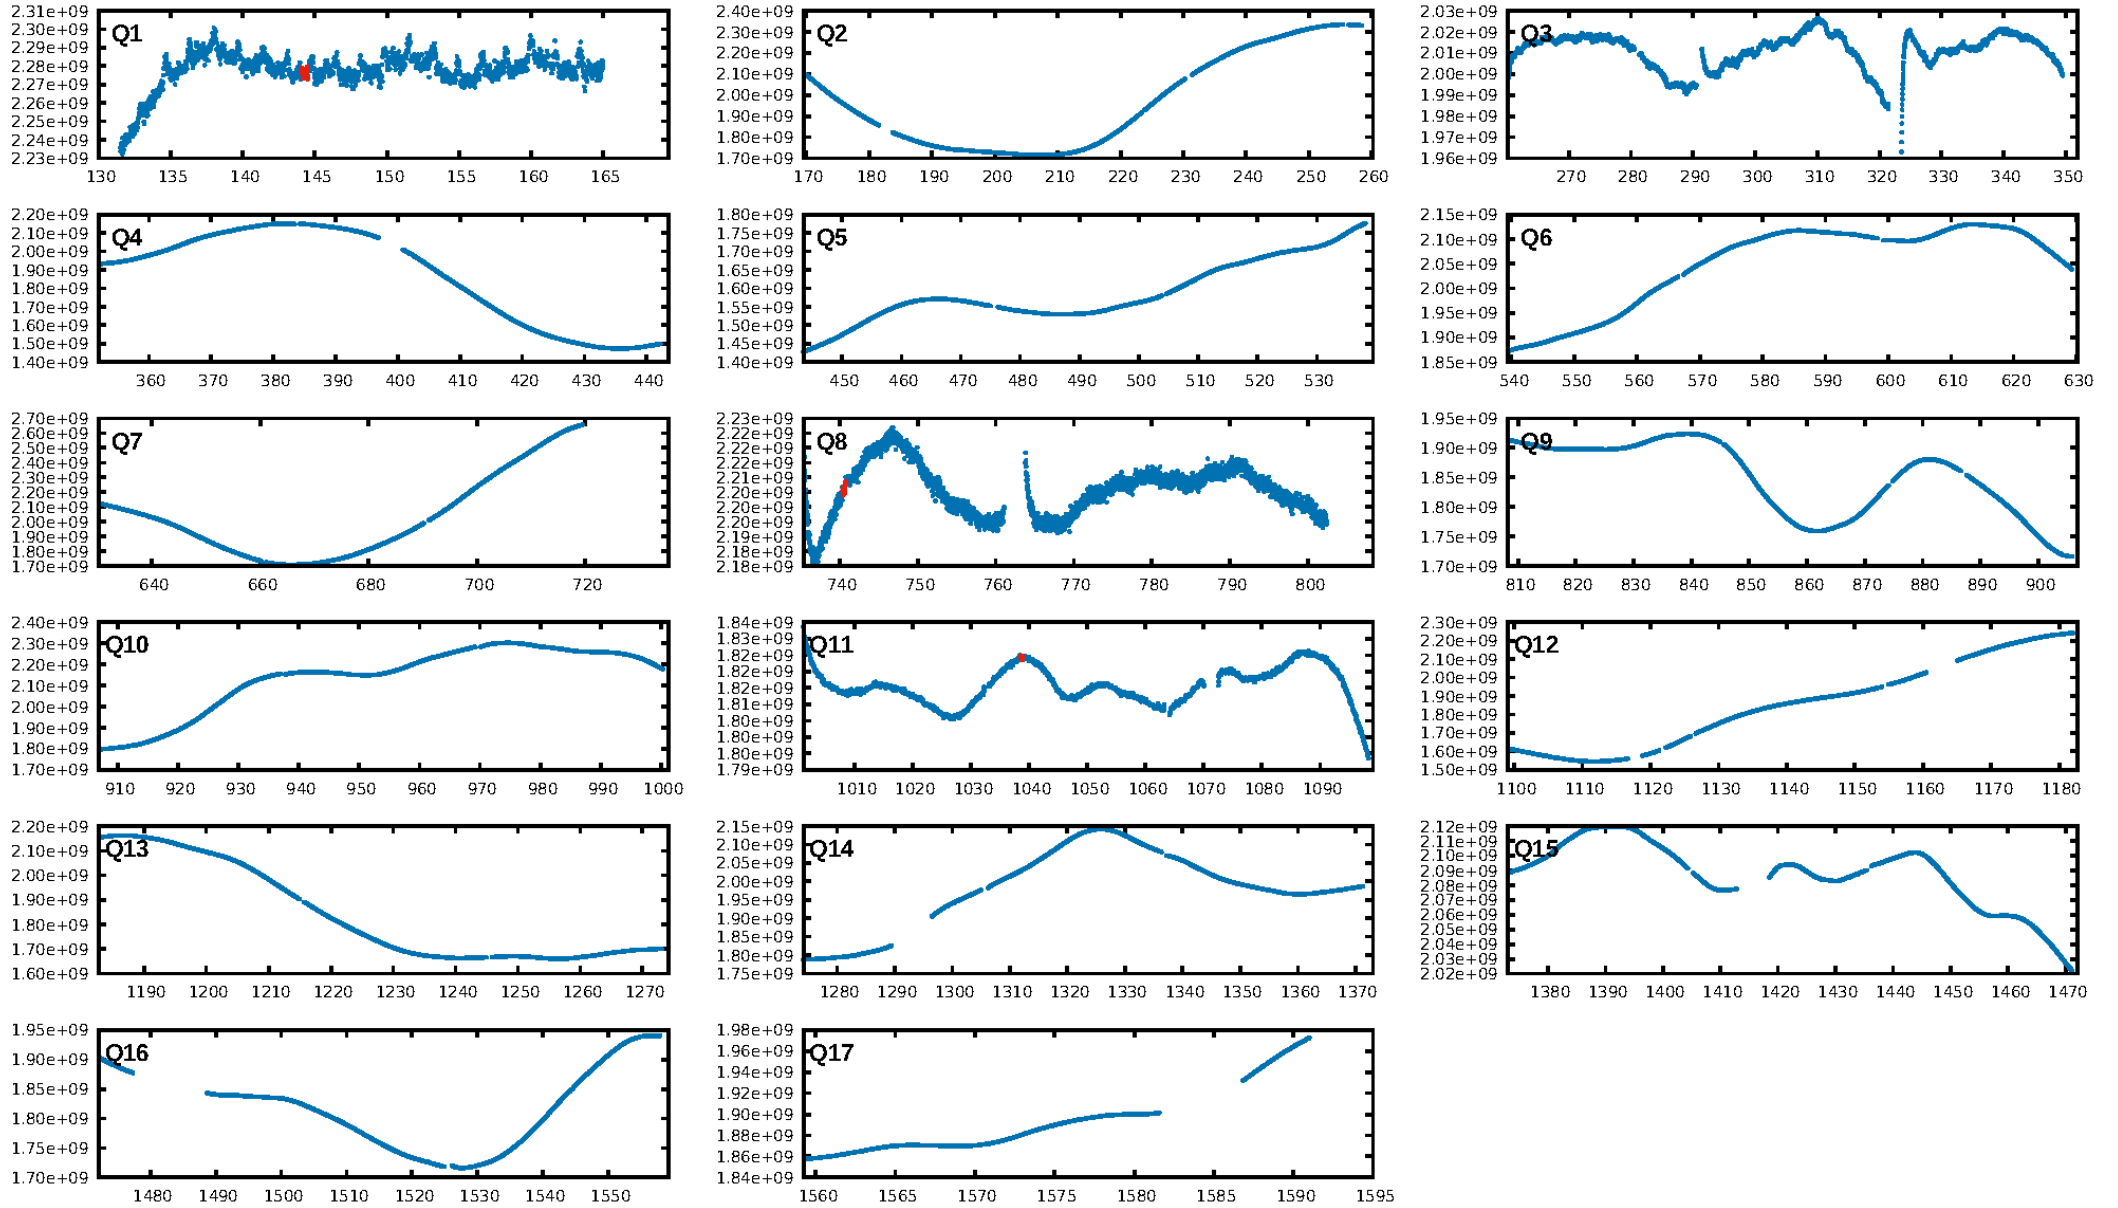 Q1
2.31e+09
2.30e+09
2.29e+09
2.28e+09
2.27e+09
2.26e+09
2.25e+09
2.24e+09
2.23e+09
130 135 140 145 150 155 160 165
Q2
2.40e+09
2.30e+09
2.20e+09
2.10e+09
2.00e+09
1.90e+09
1.80e+09
1.70e+09
170 180 190 200 210 220 230 240 250 260
Q3
2.03e+09
2.02e+09
2.01e+09
2.00e+09
1.99e+09
1.98e+09
1.97e+09
1.96e+09
270 280 290 300 310 320 330 340 350
Q4
2.20e+09
2.10e+09
2.00e+09
1.90e+09
1.80e+09
1.70e+09
1.60e+09
1.50e+09
1.40e+09
360 370 380 390 400 410 420 430 440
Q5
1.80e+09
1.75e+09
1.70e+09
1.65e+09
1.60e+09
1.55e+09
1.50e+09
1.45e+09
1.40e+09
450 460 470 480 490 500 510 520 530
Q6
2.15e+09
2.10e+09
2.05e+09
2.00e+09
1.95e+09
1.90e+09
1.85e+09
540 550 560 570 580 590 600 610 620 630
Q7
2.70e+09
2.60e+09
2.50e+09
2.40e+09
2.30e+09
2.20e+09
2.10e+09
2.00e+09
1.90e+09
1.80e+09
1.70e+09
640 660 680 700 720
Q8
2.23e+09
2.22e+09
2.22e+09
2.21e+09
2.21e+09
2.20e+09
2.20e+09
2.19e+09
2.19e+09
2.18e+09
2.18e+09
740 750 760 770 780 790 800
Q9
1.95e+09
1.90e+09
1.85e+09
1.80e+09
1.75e+09
1.70e+09
810 820 830 840 850 860 870 880 890 900
Q10
2.40e+09
2.30e+09
2.20e+09
2.10e+09
2.00e+09
1.90e+09
1.80e+09
1.70e+09
910 920 930 940 950 960 970 980 990 1000
Q11
1.84e+09
1.83e+09
1.82e+09
1.82e+09
1.82e+09
1.81e+09
1.80e+09
1.80e+09
1.80e+09
1.79e+09
1010 1020 1030 1040 1050 1060 1070 1080 1090
Q12
2.30e+09
2.20e+09
2.10e+09
2.00e+09
1.90e+09
1.80e+09
1.70e+09
1.60e+09
1.50e+09
1100 1110 1120 1130 1140 1150 1160 1170 1180
Q13
2.20e+09
2.10e+09
2.00e+09
1.90e+09
1.80e+09
1.70e+09
1.60e+09
1190 1200 1210 1220 1230 1240 1250 1260 1270
Q14
2.15e+09
2.10e+09
2.05e+09
2.00e+09
1.95e+09
1.90e+09
1.85e+09
1.80e+09
1.75e+09
1280 1290 1300 1310 1320 1330 1340 1350 1360 1370
Q15
2.12e+09
2.11e+09
2.10e+09
2.09e+09
2.08e+09
2.07e+09
2.06e+09
2.05e+09
2.04e+09
2.03e+09
2.02e+09
1380 1390 1400 1410 1420 1430 1440 1450 1460 1470
Q16
1.95e+09
1.90e+09
1.85e+09
1.80e+09
1.75e+09
1.70e+09
1480 1490 1500 1510 1520 1530 1540 1550
Q17
1.98e+09
1.96e+09
1.94e+09
1.92e+09
1.90e+09
1.88e+09
1.86e+09
1.84e+09
1560 1565 1570 1575 1580 1585 1590 1595